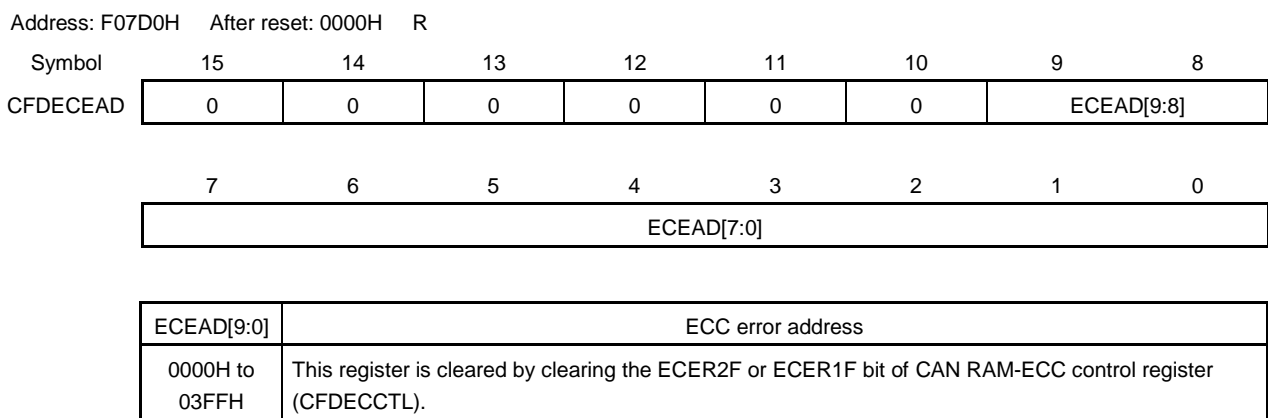 Address: F07D0H After reset: 0000H R
Symbol 15 14 13 12 11 10 9 8
CFDECEAD 0 0 0 0 0 0 ECEAD[9:8]
7 6 5 4 3 2 1 0
ECEAD[7:0]
ECEAD[9:0] ECC error address
0000H to 03FFH This register is cleared by clearing the ECER2F or ECER1F bit of CAN RAM-ECC control register
(CFDECCTL).